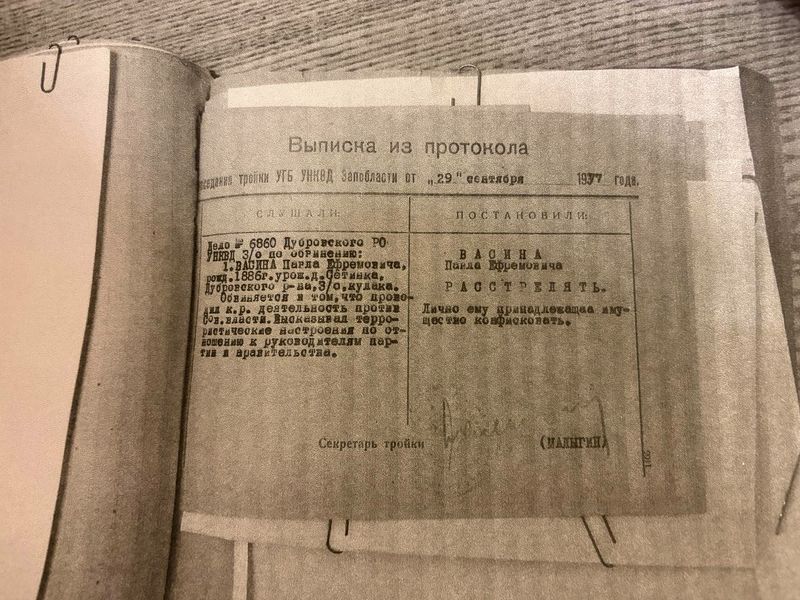 Выписка из протокола
заседания тройки УГБ УНКВД Запобласти от „29" сентября 1937 года.
СЛУШАЛИ:
Дело № 6860 Дубровского РО
УНКВД З/о по обвинению:
1.ВАСИНА Павла Ефремовича,
рожд.1886г.урож.д.Сетинка,
Дубровского р-на,З/о,кулака.
Обвиняется в том,что прово-
дил к.р. деятельность против
Сов.власти.Высказывал терро-
ристические настроения по от-
ношению к руководителям пар-
тии и правительства.
ПОСТАНОВИЛИ:
ВАСИНА
Павла Ефремовича
РАССТРЕЛЯТЬ.
Лично ему принадлежащая иму-
щество конфисковать.
Секретарь тройки
(МАЛЫГИН)